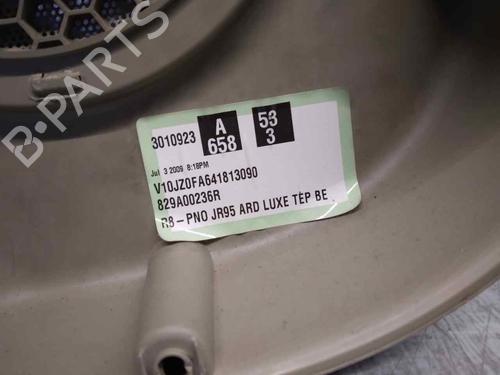 B-PARTS
3010923 A 658 53 3
Jul 3 2009 8:18PM
V10JZ0FA641813090
829A00236R
R8 - PNO JR95 ARD LUXE TEP BE